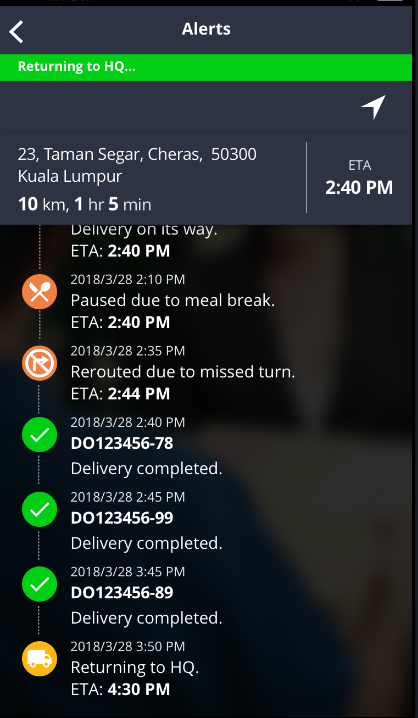 Alerts
Returning to HQ...
23, Taman Segar, Cheras, 50300
Kuala Lumpur
10 km, 1 hr 5 min
ETA
2:40 PM
Delivery on its way.
ETA: 2:40 PM
2018/3/28 2:10 PM
Paused due to meal break.
ETA: 2:40 PM
2018/3/28 2:35 PM
Rerouted due to missed turn.
ETA: 2:44 PM
2018/3/28 2:40 PM
DO123456-78
Delivery completed.
2018/3/28 2:45 PM
DO123456-99
Delivery completed.
2018/3/28 3:45 PM
DO123456-89
Delivery completed.
2018/3/28 3:50 PM
Returning to HQ.
ETA: 4:30 PM